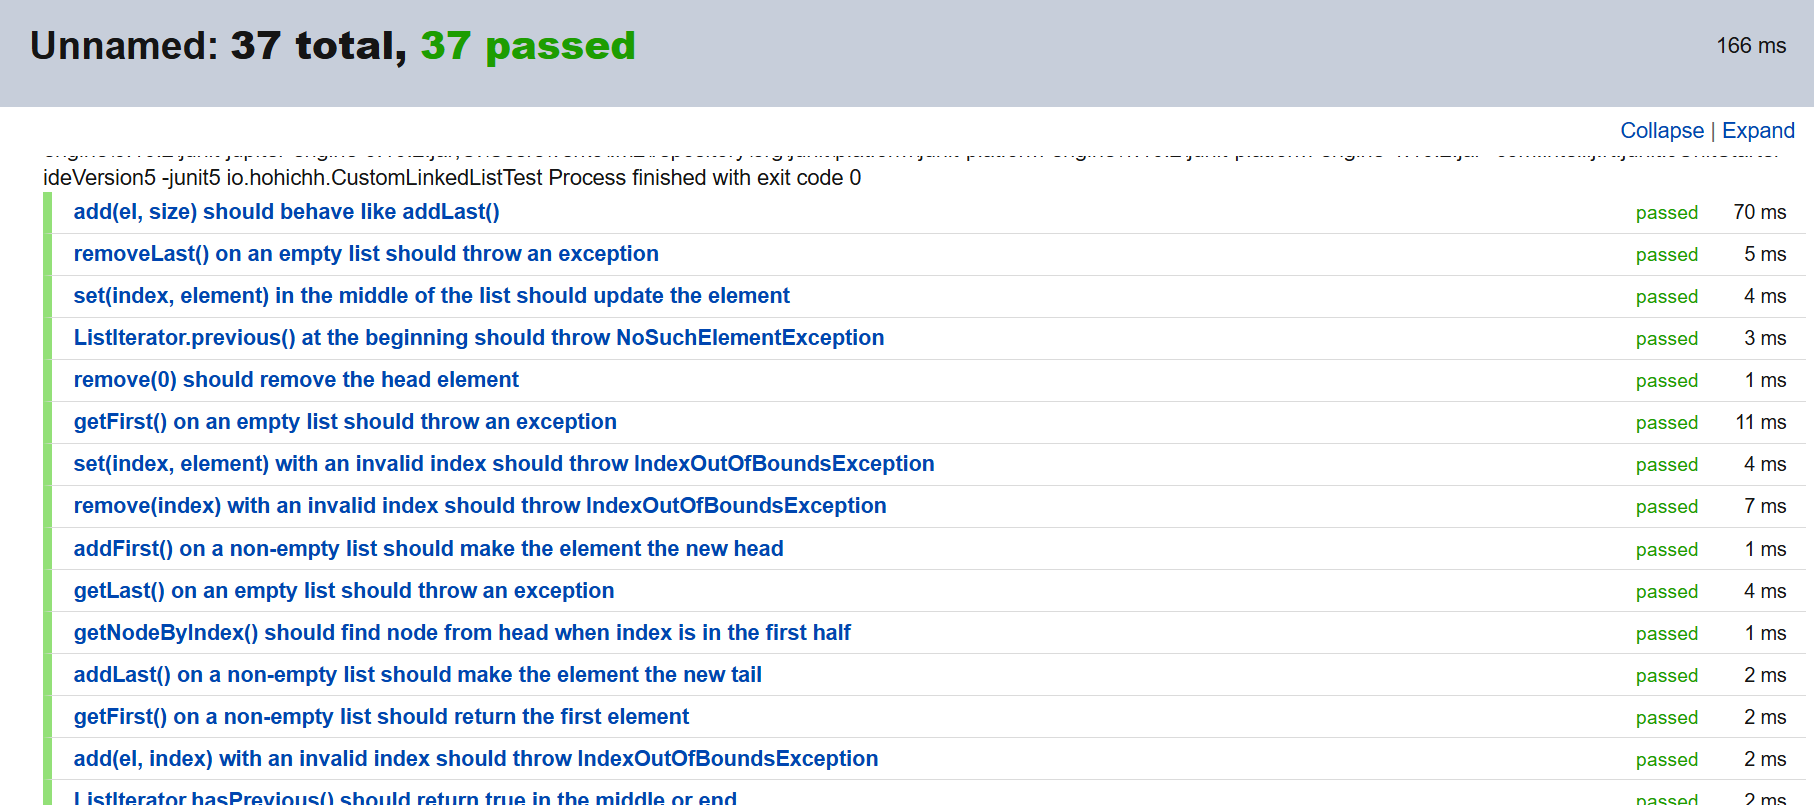 Unnamed: 37 total, 37 passed
166 ms
Collapse | Expand
ideVersion5 -junit5 io.hohichh.CustomLinkedListTest Process finished with exit code 0
add(el, size) should behave like addLast() passed 70 ms
removeLast() on an empty list should throw an exception passed 5 ms
set(index, element) in the middle of the list should update the element passed 4 ms
ListIterator.previous() at the beginning should throw NoSuchElementException passed 3 ms
remove(0) should remove the head element passed 1 ms
getFirst() on an empty list should throw an exception passed 11 ms
set(index, element) with an invalid index should throw IndexOutOfBoundsException passed 4 ms
remove(index) with an invalid index should throw IndexOutOfBoundsException passed 7 ms
addFirst() on a non-empty list should make the element the new head passed 1 ms
getLast() on an empty list should throw an exception passed 4 ms
getNodeByIndex() should find node from head when index is in the first half passed 1 ms
addLast() on a non-empty list should make the element the new tail passed 2 ms
getFirst() on a non-empty list should return the first element passed 2 ms
add(el, index) with an invalid index should throw IndexOutOfBoundsException passed 2 ms
ListIterator.hasPrevious() should return true in the middle or end passed 2 ms